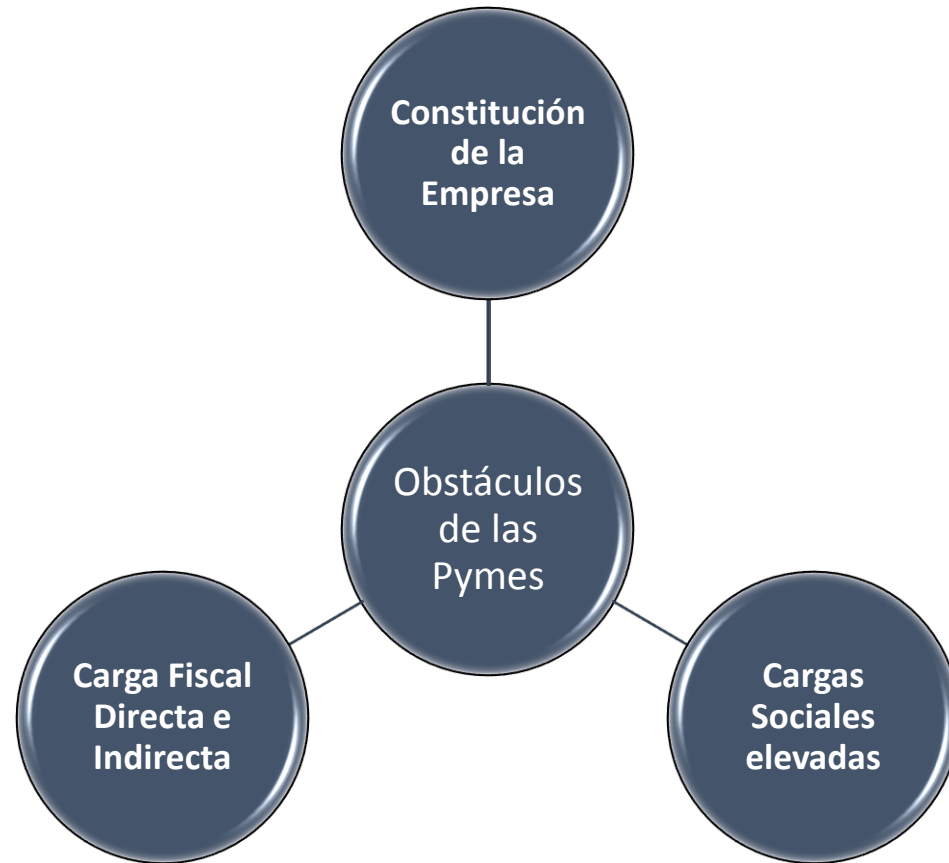 Constitución
de la
Empresa
Obstáculos
de las
Pymes
Carga Fiscal
Directa e
Indirecta
Cargas
Sociales
elevadas